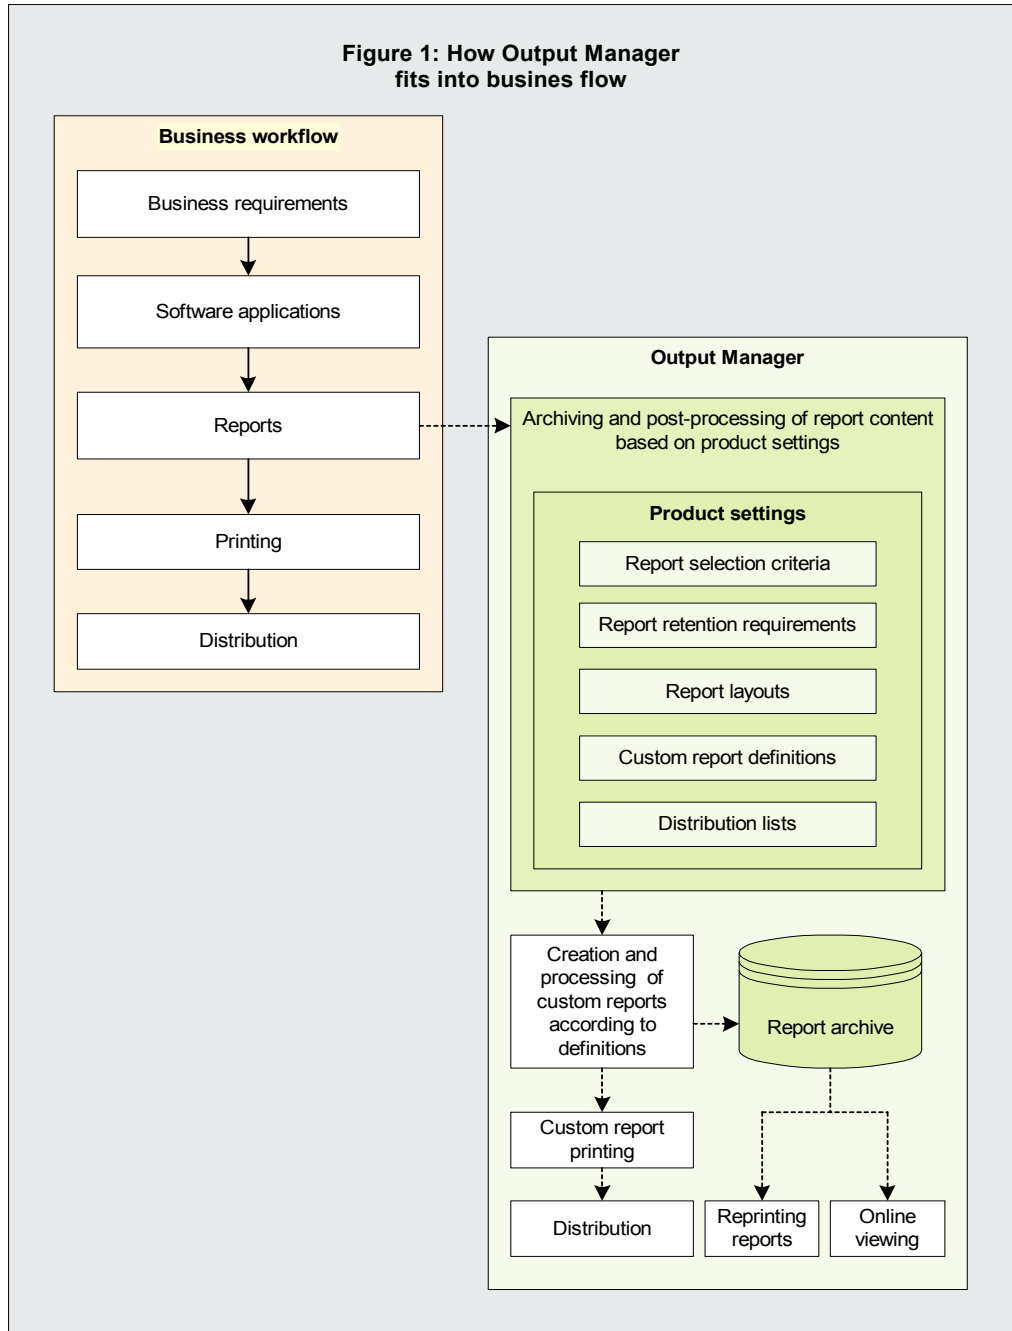 Figure 1: How Output Manager
fits into busines flow
Business workflow
Business requirements
Software applications
Reports
Printing
Distribution
Output Manager
Archiving and post-processing of report content
based on product settings
Product settings
Report selection criteria
Report retention requirements
Report layouts
Custom report definitions
Distribution lists
Creation and
processing of
custom reports
according to
definitions
Report archive
Custom report
printing
Distribution
Reprinting
reports
Online
viewing